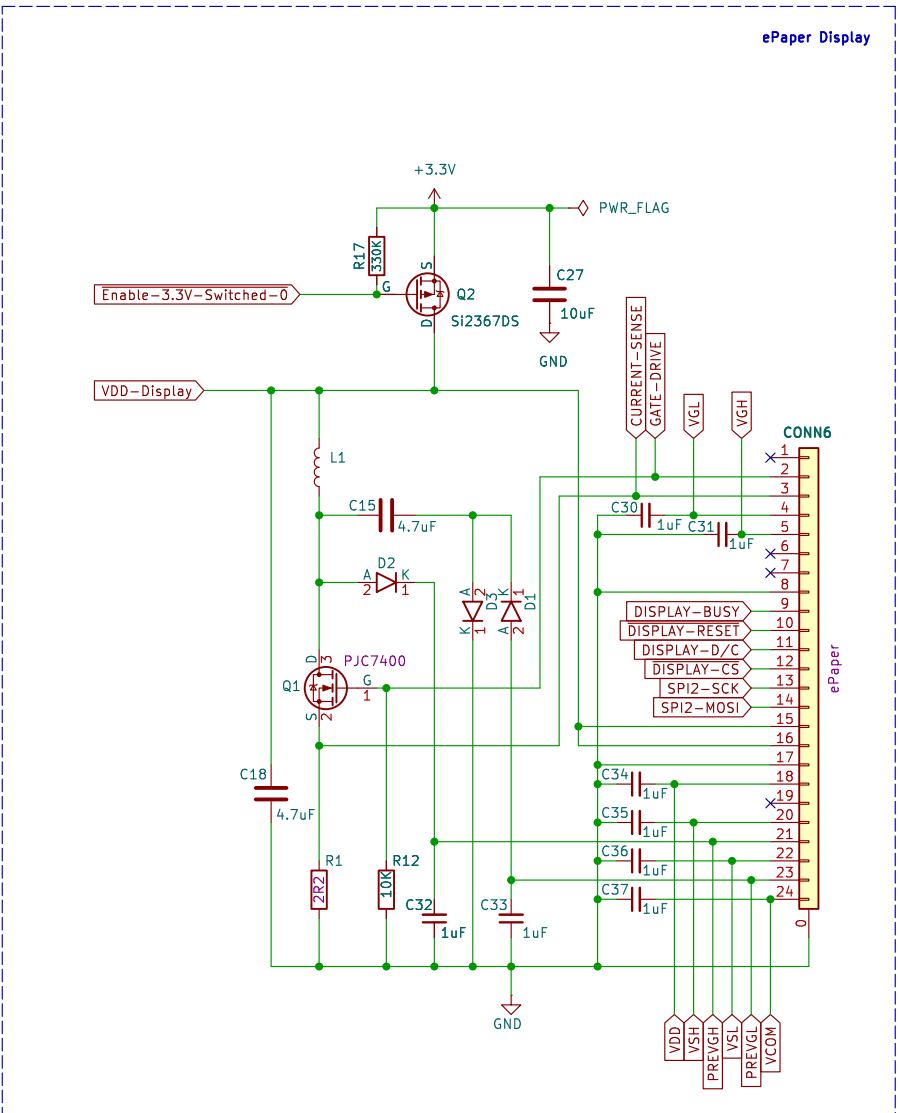 ePaper Display
+3.3V
PWR_FLAG
R17
330K
C27
10uF
GND
Enable-3.3V-Switched-0
G
S
D
Q2
Si2367DS
VDD-Display
CURRENT-SENSE
GATE-DRIVE
VGL
VGH
CONN6
L1
C15
4.7uF
C30
1uF
C31
1uF
D2
A
2
K
1
A
2
D3
K
1
K
1
D1
A
2
D
3
PJC7400
Q1
G
1
S
2
1
2
3
4
5
6
7
8
DISPLAY-BUSY
9
DISPLAY-RESET
10
DISPLAY-D/C
11
DISPLAY-CS
12
SPI2-SCK
13
SPI2-MOSI
14
15
16
17
18
19
20
21
22
23
24
0
ePaper
C34
1uF
C35
1uF
C36
1uF
C37
1uF
C18
4.7uF
R1
2R2
R12
10K
C32
1uF
C33
1uF
GND
VDD
VSH
PREVGH
VSL
PREVGL
VCOM